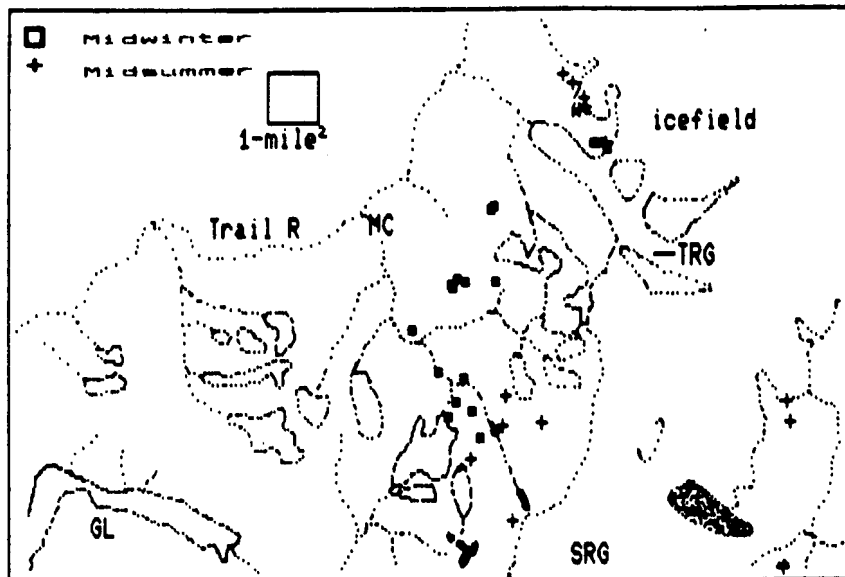 Midwinter
Midsummer
1-mile²
icefield
Trail R
MC
TRG
GL
SRG